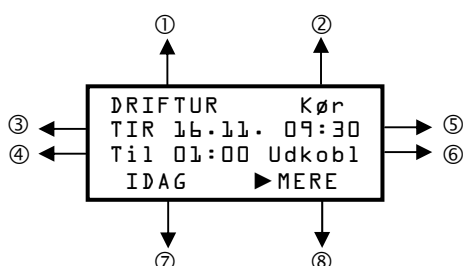 ① ②
DRIFTUR Kør
③ TIR 16.11. 09:30 ⑤
④ Til 01:00 Udkobl ⑥
IDAG ►MERE
⑦ ⑧